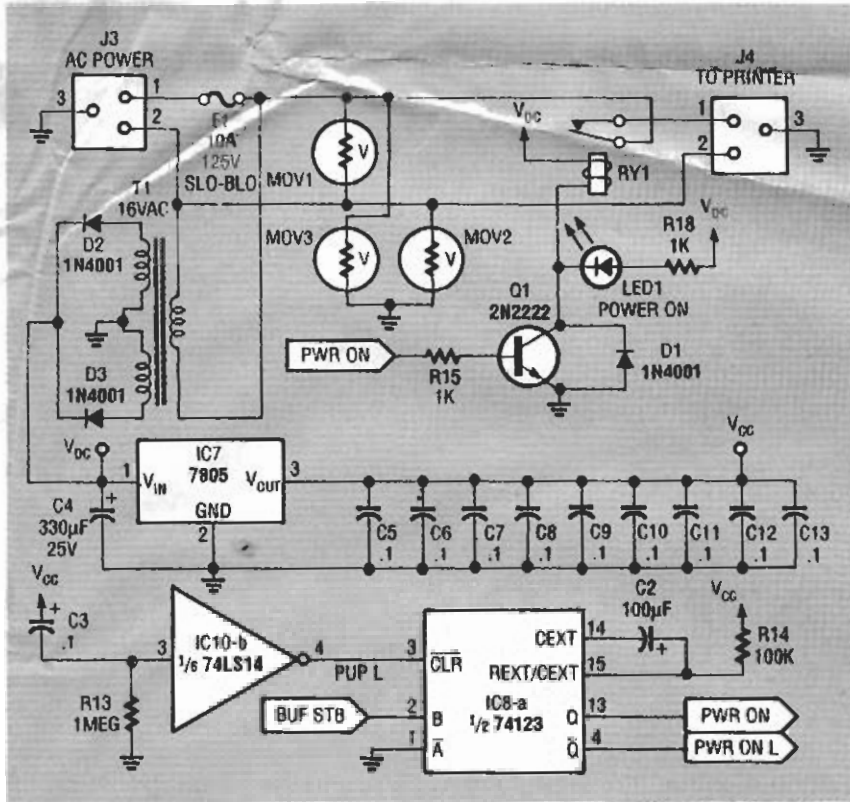 J3
AC POWER
J4
TO PRINTER
1
2
3
F1
10A
125V
SLO-BLO
MOV1
V
VDC
RY1
1
2
3
T1
16VAC
D2
1N4001
MOV3
V
MOV2
V
R18
1K
VDC
LED1
POWER ON
Q1
2N2222
PWR ON
R15
1K
D1
1N4001
D3
1N4001
VDC
1
VIN
IC7
7805
VOUT
3
GND
2
VCC
C4
330µF
25V
+
C5
.1
C6
.1
C7
.1
C8
.1
C9
.1
C10
.1
C11
.1
C12
.1
C13
.1
VCC
+
C3
.1
3
IC10-b
1/6 74LS14
4
PUP L
R13
1MEG
3
CLR
BUF STB
2
B
1
A
IC8-a
1/2 74123
CEXT
14
C2
100µF
+
REXT/CEXT
15
VCC
R14
100K
Q
13
PWR ON
Q
4
PWR ON L